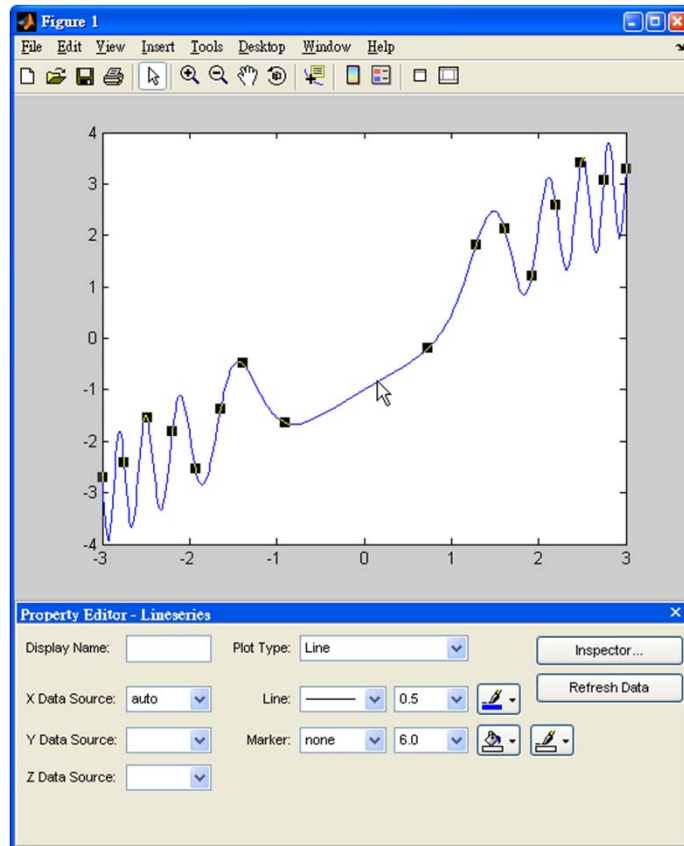 Figure 1
File Edit View Insert Tools Desktop Window Help
4
3
2
1
0
-1
-2
-3
-4
-3 -2 -1 0 1 2 3
Property Editor - Lineseries
Display Name: Plot Type: Line Inspector...
X Data Source: auto Line: 0.5 Refresh Data
Y Data Source: Marker: none 6.0
Z Data Source: